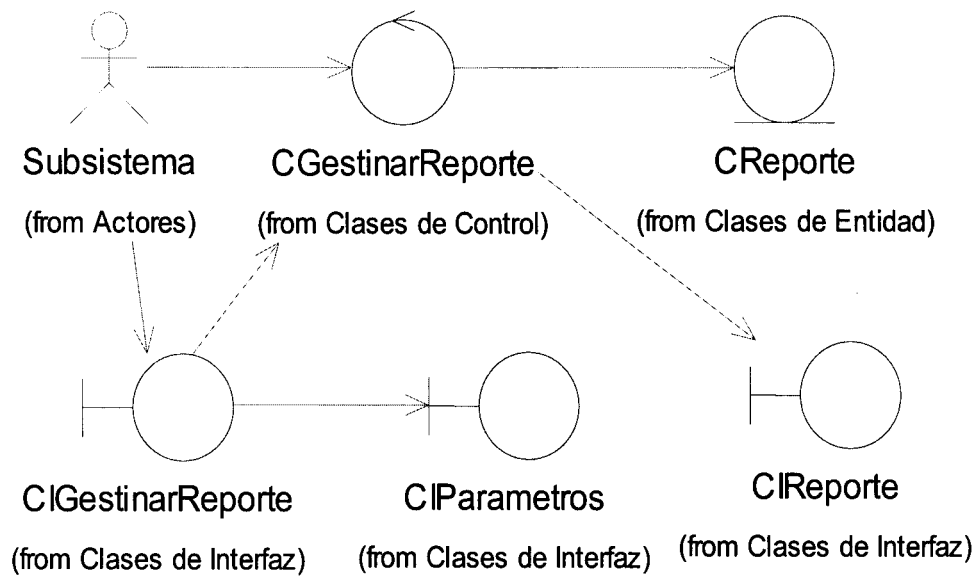 Subsistema
(from Actores)
CGestinarReporte
(from Clases de Control)
CReporte
(from Clases de Entidad)
CIGestinarReporte
(from Clases de Interfaz)
CIParametros
(from Clases de Interfaz)
CIReporte
(from Clases de Interfaz)